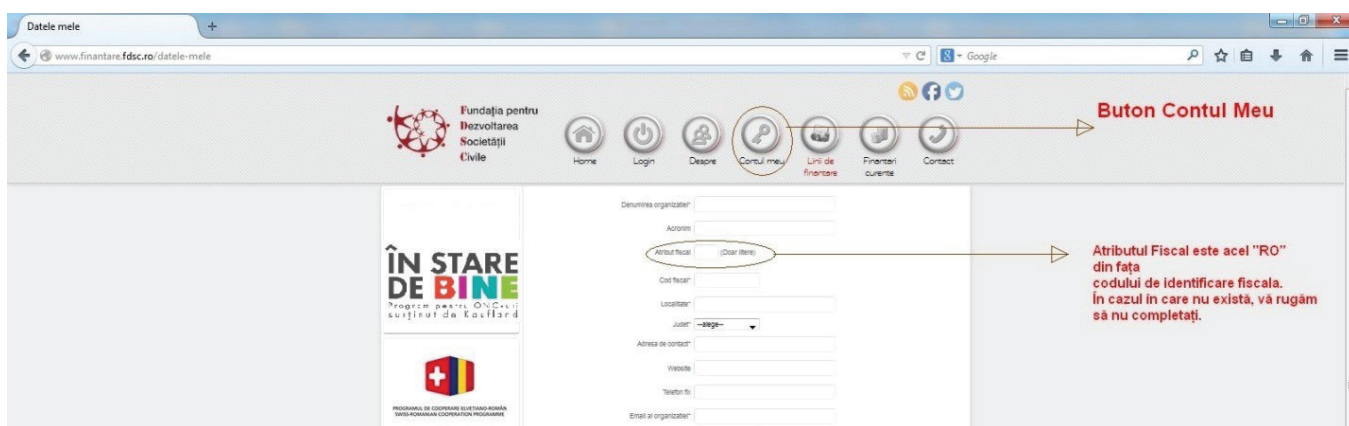 Datele mele
www.finantare.fdsc.ro/datele-mele
Google
Fundația pentru
Dezvoltarea
Societății
Civile
Home
Login
Despre
Contul meu
Linii de
finantare
Finantari
curente
Contact
Buton Contul Meu
ÎN STARE
DE BINE
Program pentru ONG-uri
susținut de Kaufland
PROGRAMUL DE COOPERARE ELVEȚIANO-ROMÂN
SWISS-ROMANIAN COOPERATION PROGRAMME
Denumirea organizatiei*
Acronim
Atribut fiscal (Doar litere)
Cod fiscal*
Localitate*
Judet* --alege--
Adresa de contact*
Website
Telefon fix
Email al organizatiei*
Atributul Fiscal este acel "RO"
din fața
codului de identificare fiscala.
În cazul in care nu există, vă rugăm
să nu completați.